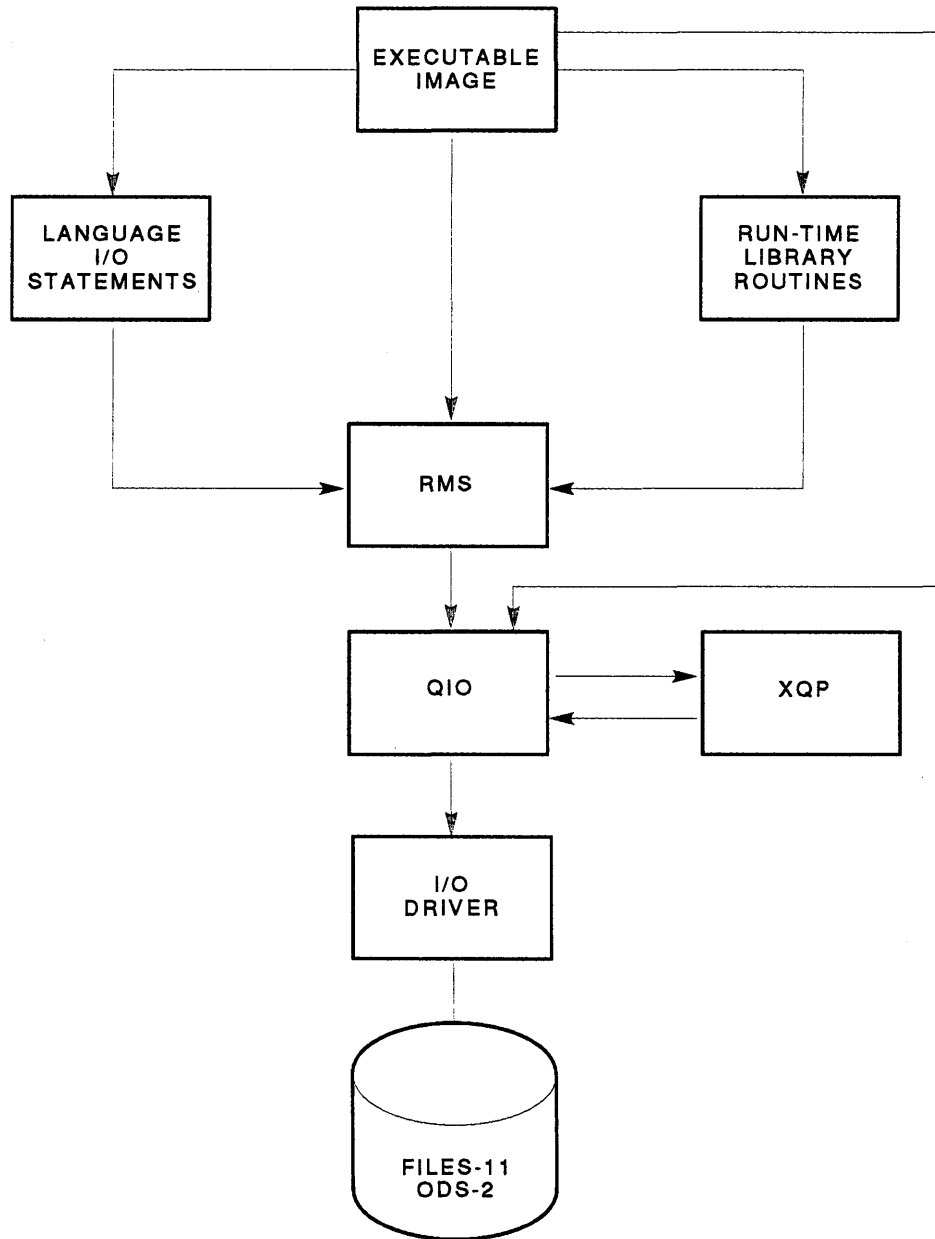 EXECUTABLE
IMAGE
LANGUAGE
I/O
STATEMENTS
RUN-TIME
LIBRARY
ROUTINES
RMS
QIO
XQP
I/O
DRIVER
FILES-11
ODS-2